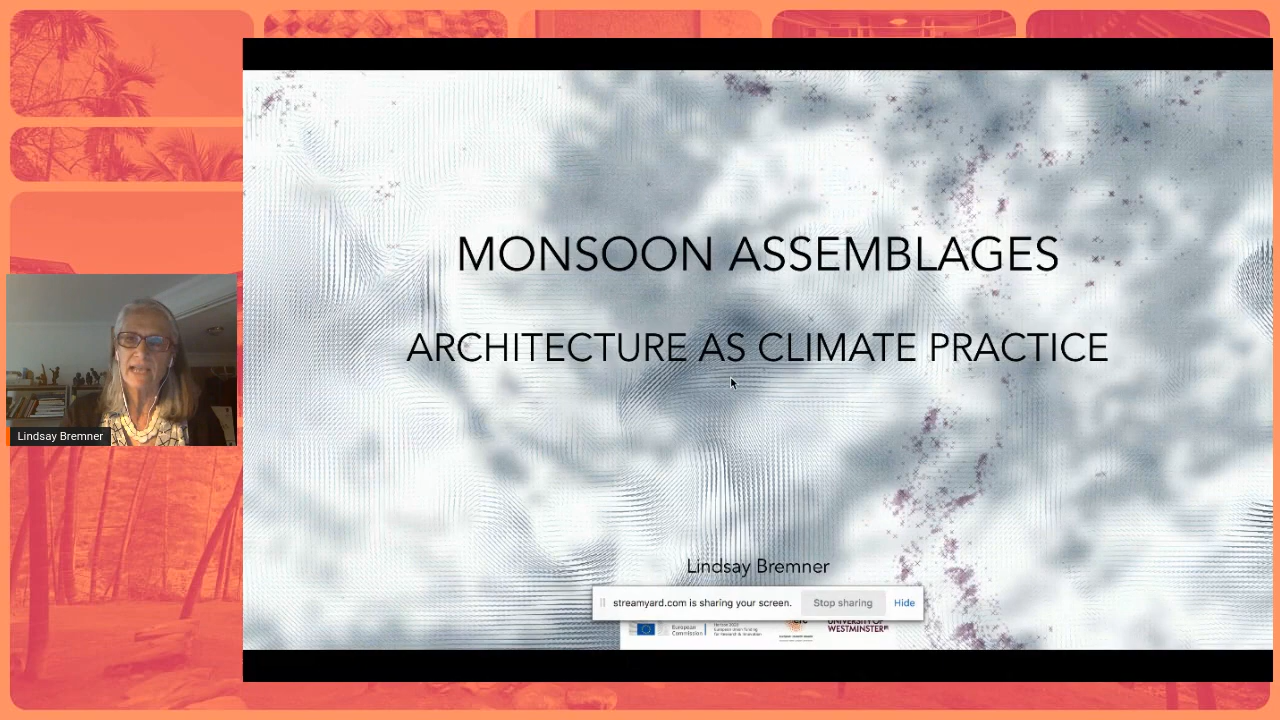 MONSOON ASSEMBLAGES
ARCHITECTURE AS CLIMATE PRACTICE
Lindsay Bremner
Lindsay Bremner
streamyard.com is sharing your screen.
Stop sharing
Hide
European
Commission
UNIVERSITY OF
WESTMINSTER